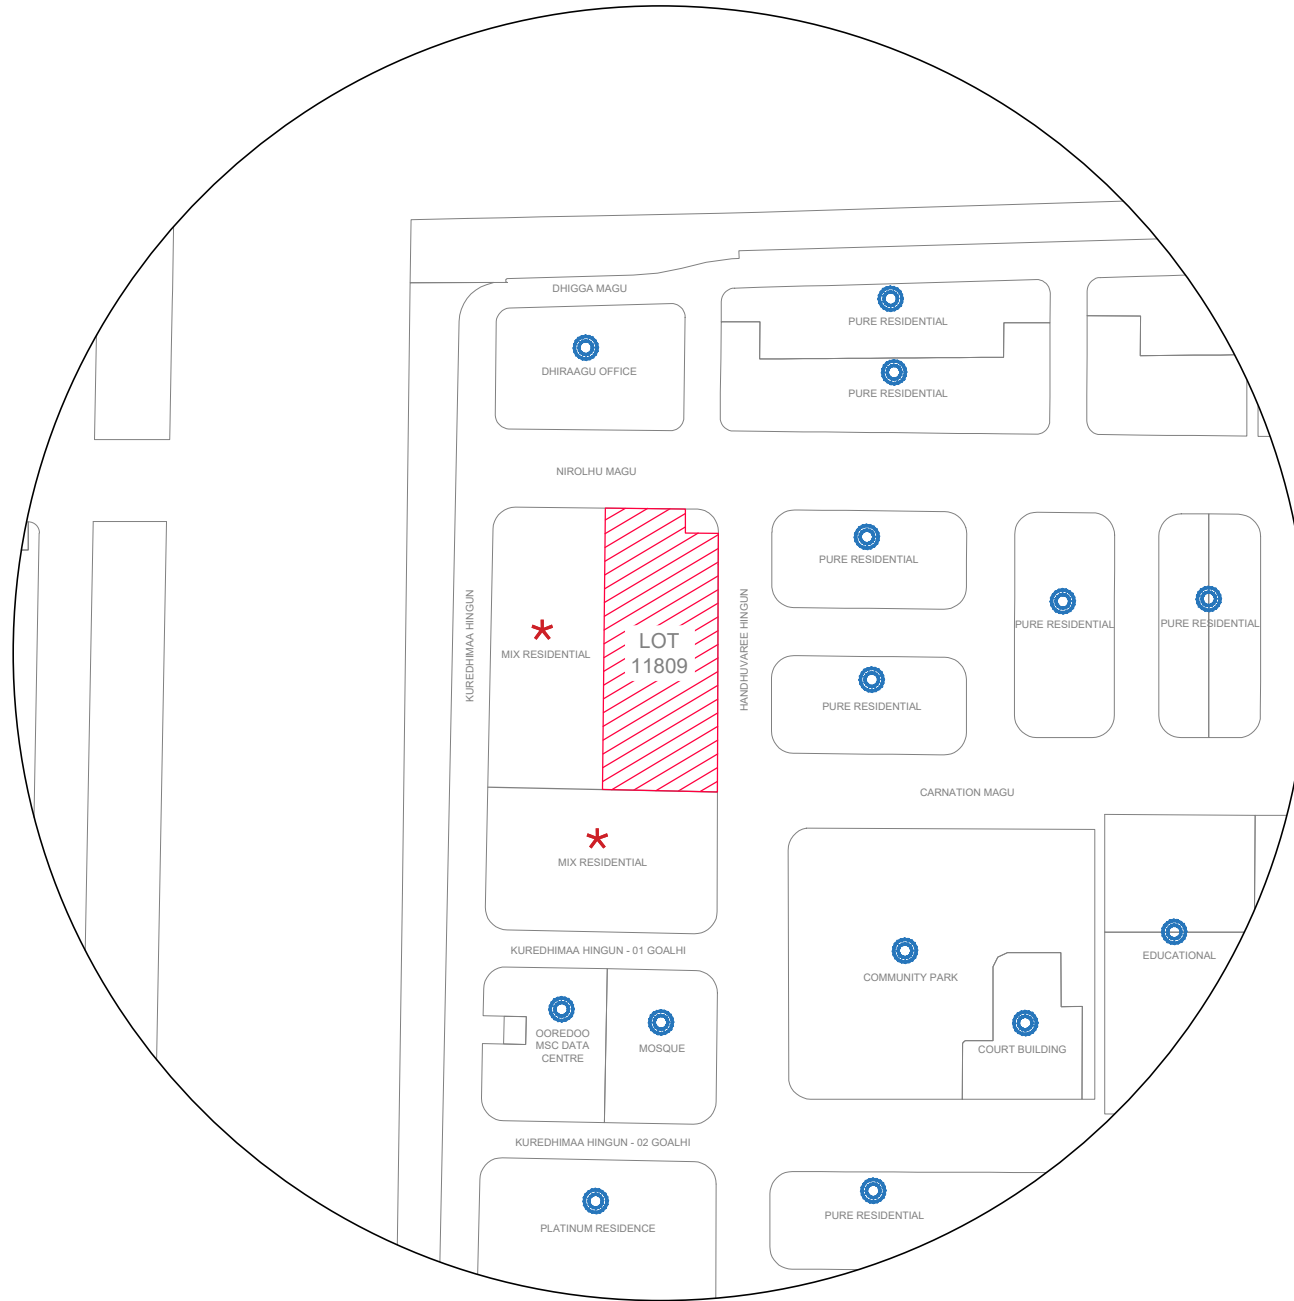 DHIGGA MAGU
PURE RESIDENTIAL
DHIRAAGU OFFICE
PURE RESIDENTIAL
NIROLHU MAGU
PURE RESIDENTIAL
KUREDHIMAA HINGUN
MIX RESIDENTIAL
LOT
11809
HANDHUVAREE HINGUN
PURE RESIDENTIAL
PURE RESIDENTIAL
PURE RESIDENTIAL
CARNATION MAGU
MIX RESIDENTIAL
KUREDHIMAA HINGUN - 01 GOALHI
COMMUNITY PARK
EDUCATIONAL
OOREDOO
MSC DATA
CENTRE
MOSQUE
COURT BUILDING
KUREDHIMAA HINGUN - 02 GOALHI
PLATINUM RESIDENCE
PURE RESIDENTIAL